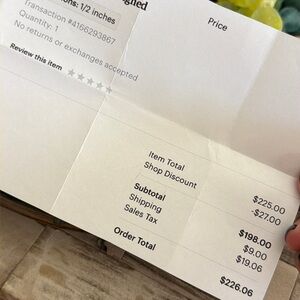 ons: 1/2 inches
Transaction #4166293867
Quantity: 1
No returns or exchanges accepted
Review this item
Price
Item Total $225.00
Shop Discount -$27.00
Subtotal $198.00
Shipping $9.00
Sales Tax $19.06
Order Total $226.06